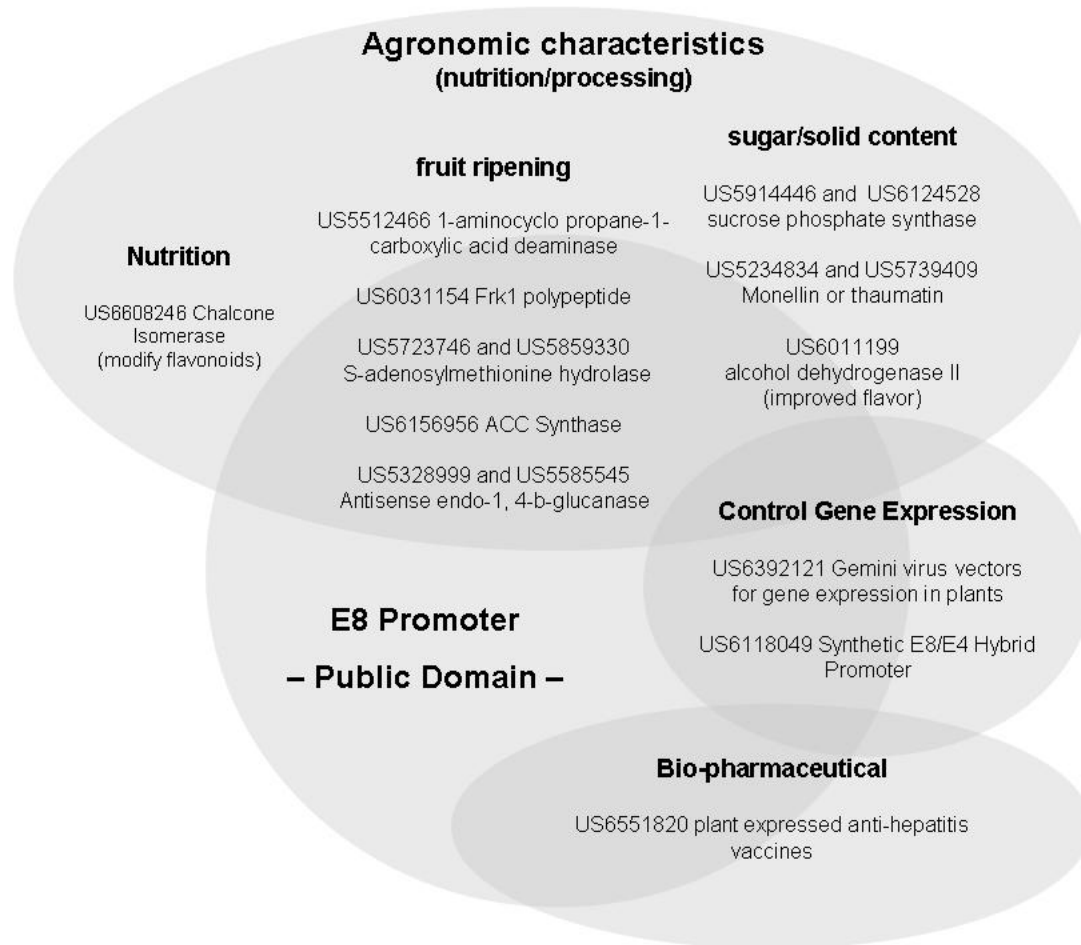 Agronomic characteristics
(nutrition/processing)
sugar/solid content
US5914446 and US6124528
sucrose phosphate synthase
US5234834 and US5739409
Monellin or thaumatin
US6011199
alcohol dehydrogenase II
(improved flavor)
fruit ripening
US5512466 1-aminocyclo propane-1-
carboxylic acid deaminase
US6031154 Frk1 polypeptide
US5723746 and US5859330
S-adenosylmethionine hydrolase
US6156956 ACC Synthase
US5328999 and US5585545
Antisense endo-1, 4-b-glucanase
Nutrition
US6608246 Chalcone
Isomerase
(modify flavonoids)
Control Gene Expression
US6392121 Gemini virus vectors
for gene expression in plants
US6118049 Synthetic E8/E4 Hybrid
Promoter
E8 Promoter
– Public Domain –
Bio-pharmaceutical
US6551820 plant expressed anti-hepatitis
vaccines